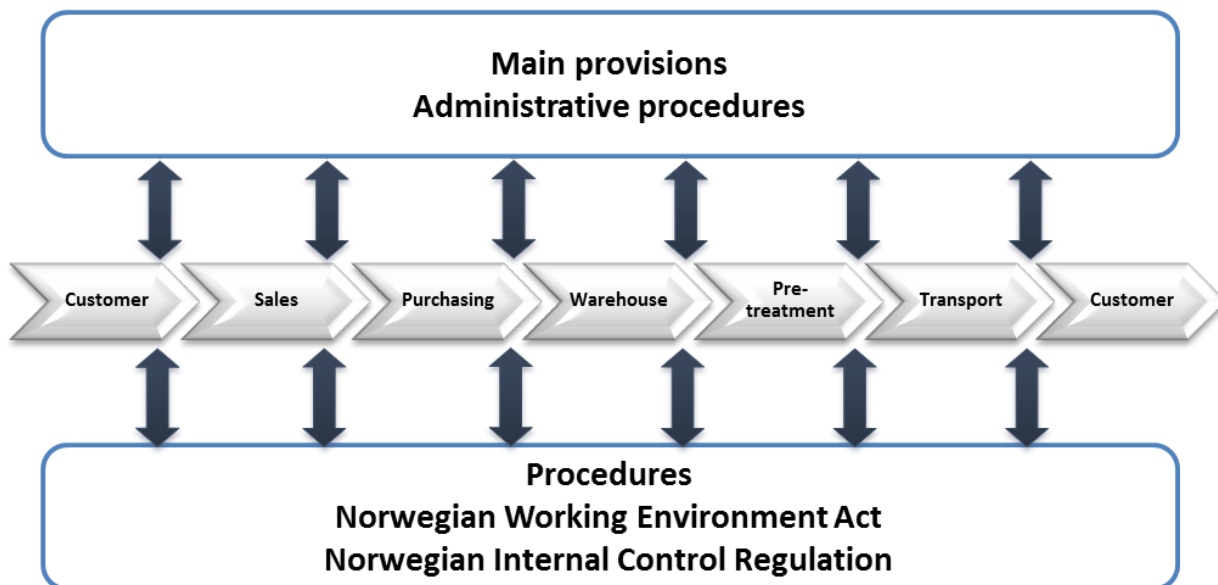 Main provisions
Administrative procedures
Customer
Sales
Purchasing
Warehouse
Pre-
treatment
Transport
Customer
Procedures
Norwegian Working Environment Act
Norwegian Internal Control Regulation